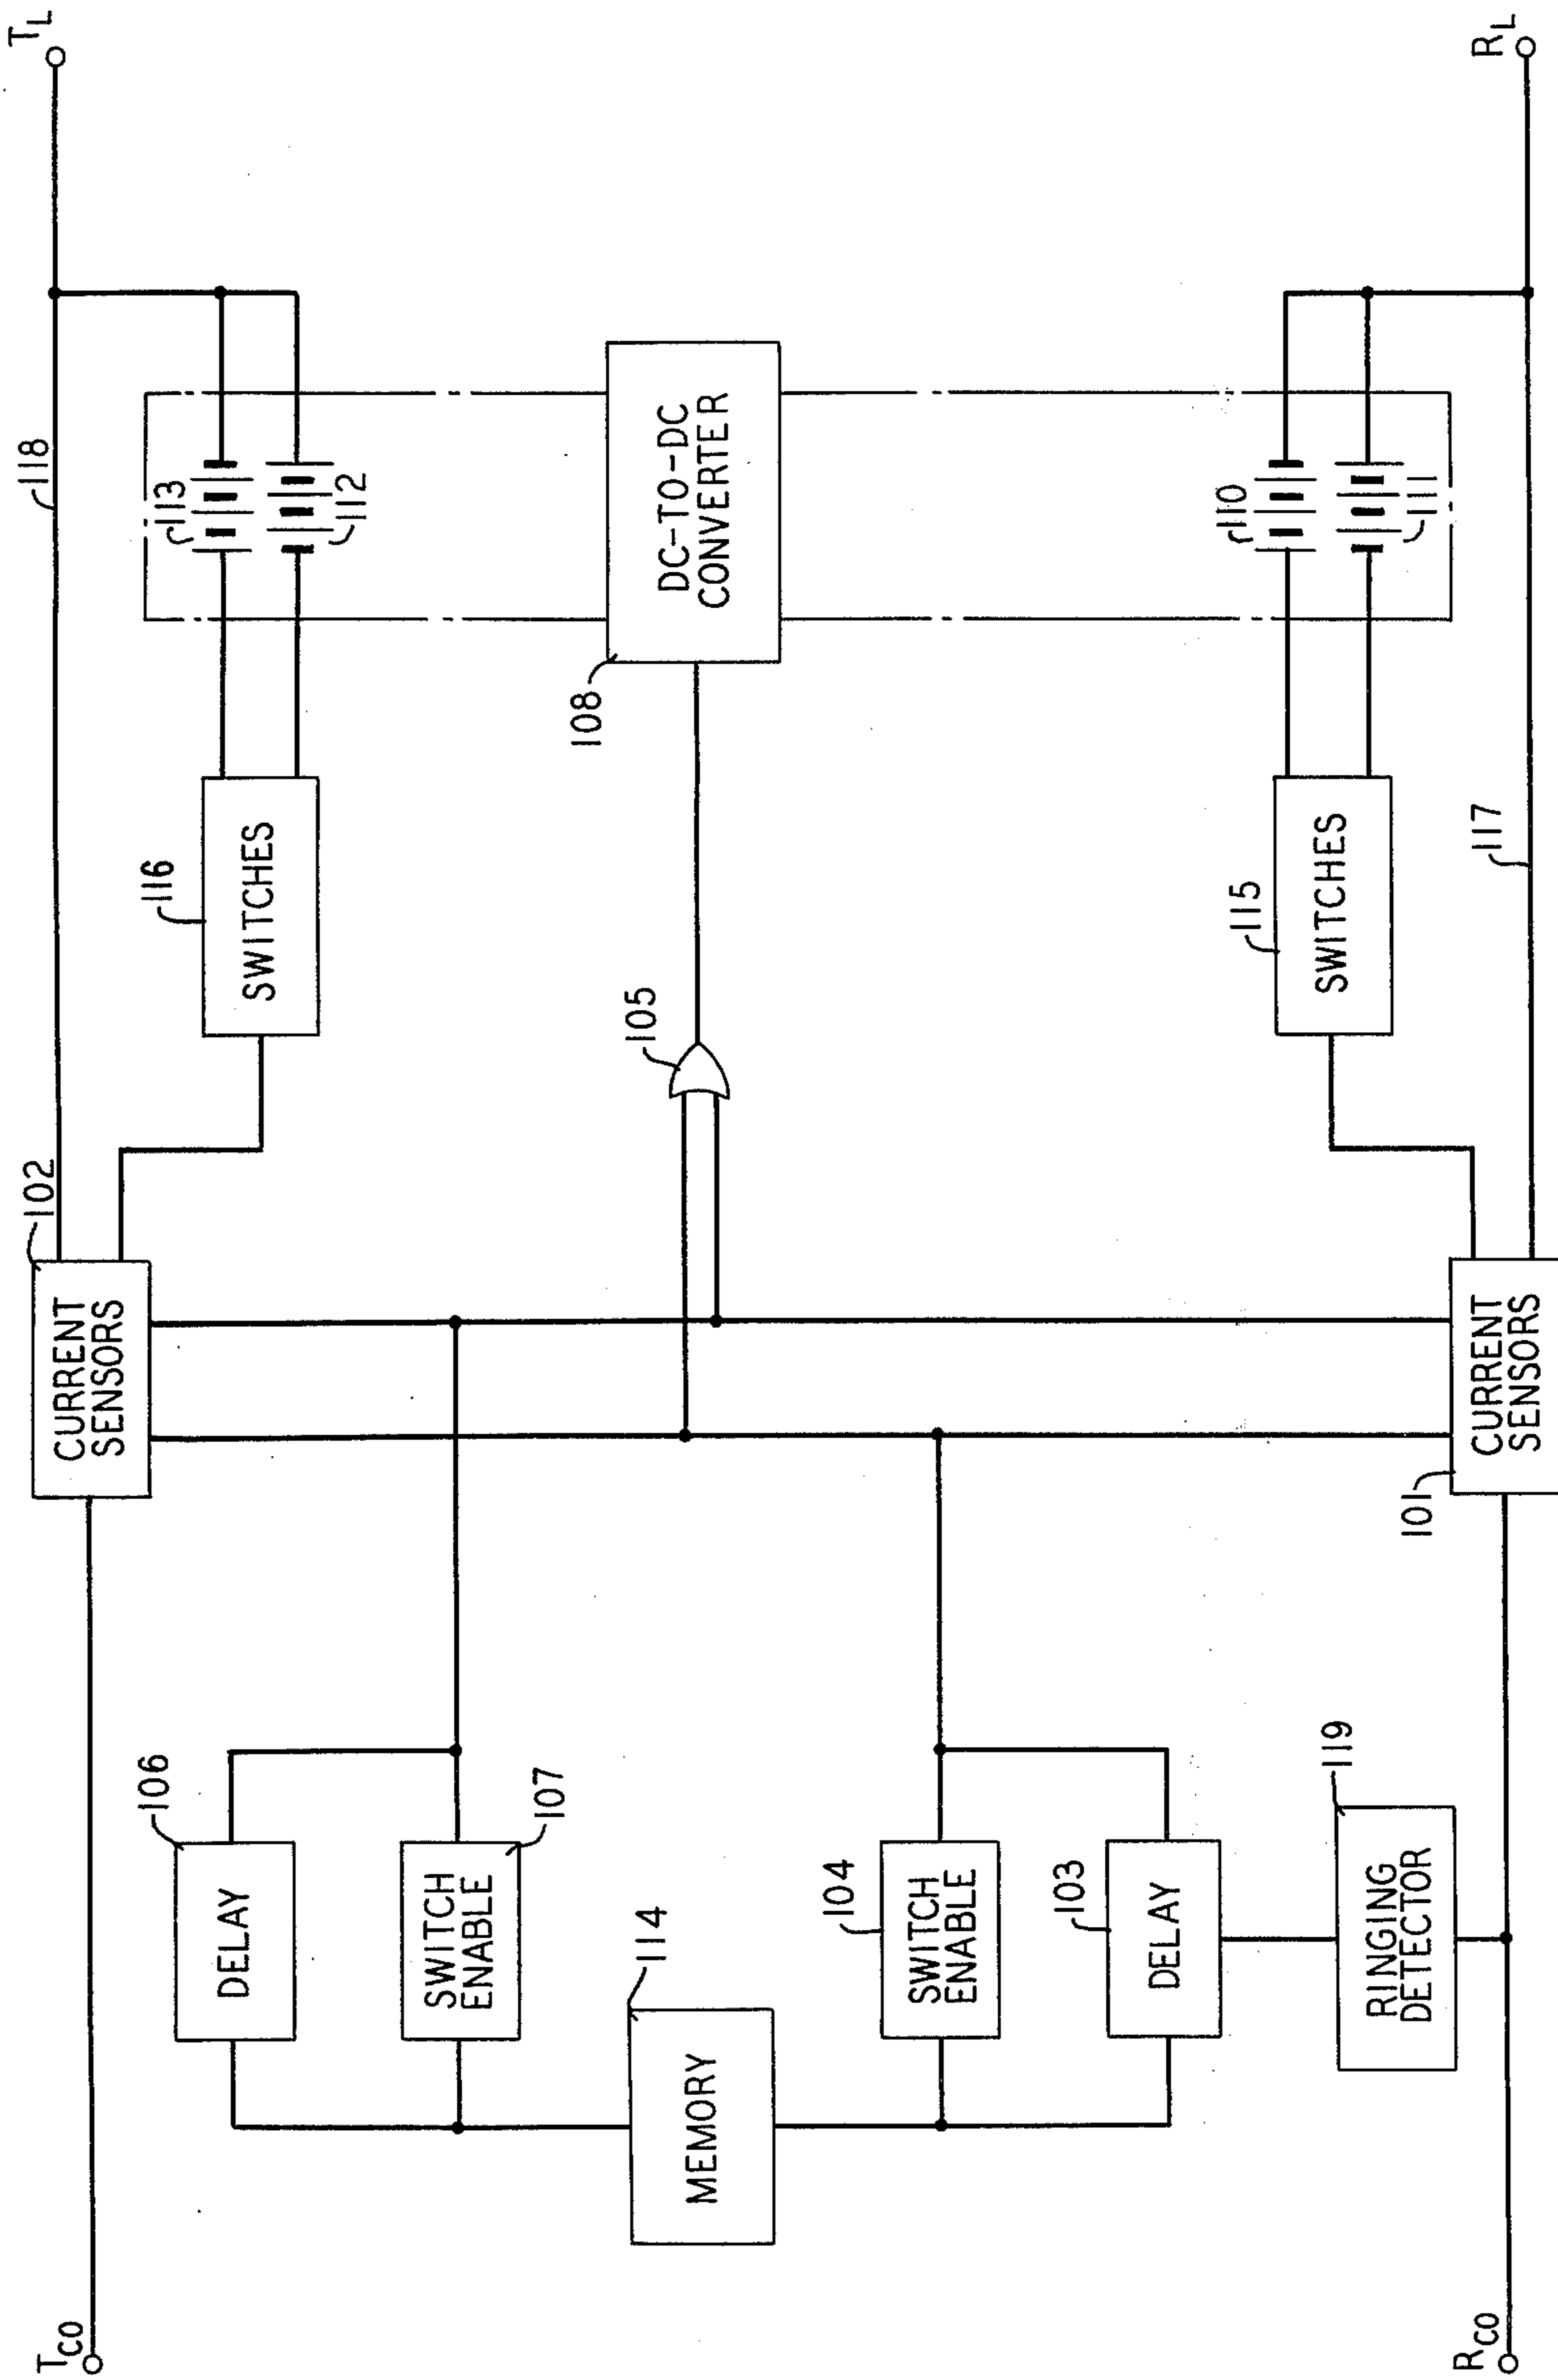 T_CO
102
CURRENT
SENSORS
118
T_L
106
DELAY
107
SWITCH
ENABLE
116
SWITCHES
113
112
114
MEMORY
105
108
DC-TO-DC
CONVERTER
104
SWITCH
ENABLE
103
DELAY
119
RINGING
DETECTOR
115
SWITCHES
110
111
R_CO
101
CURRENT
SENSORS
117
R_L